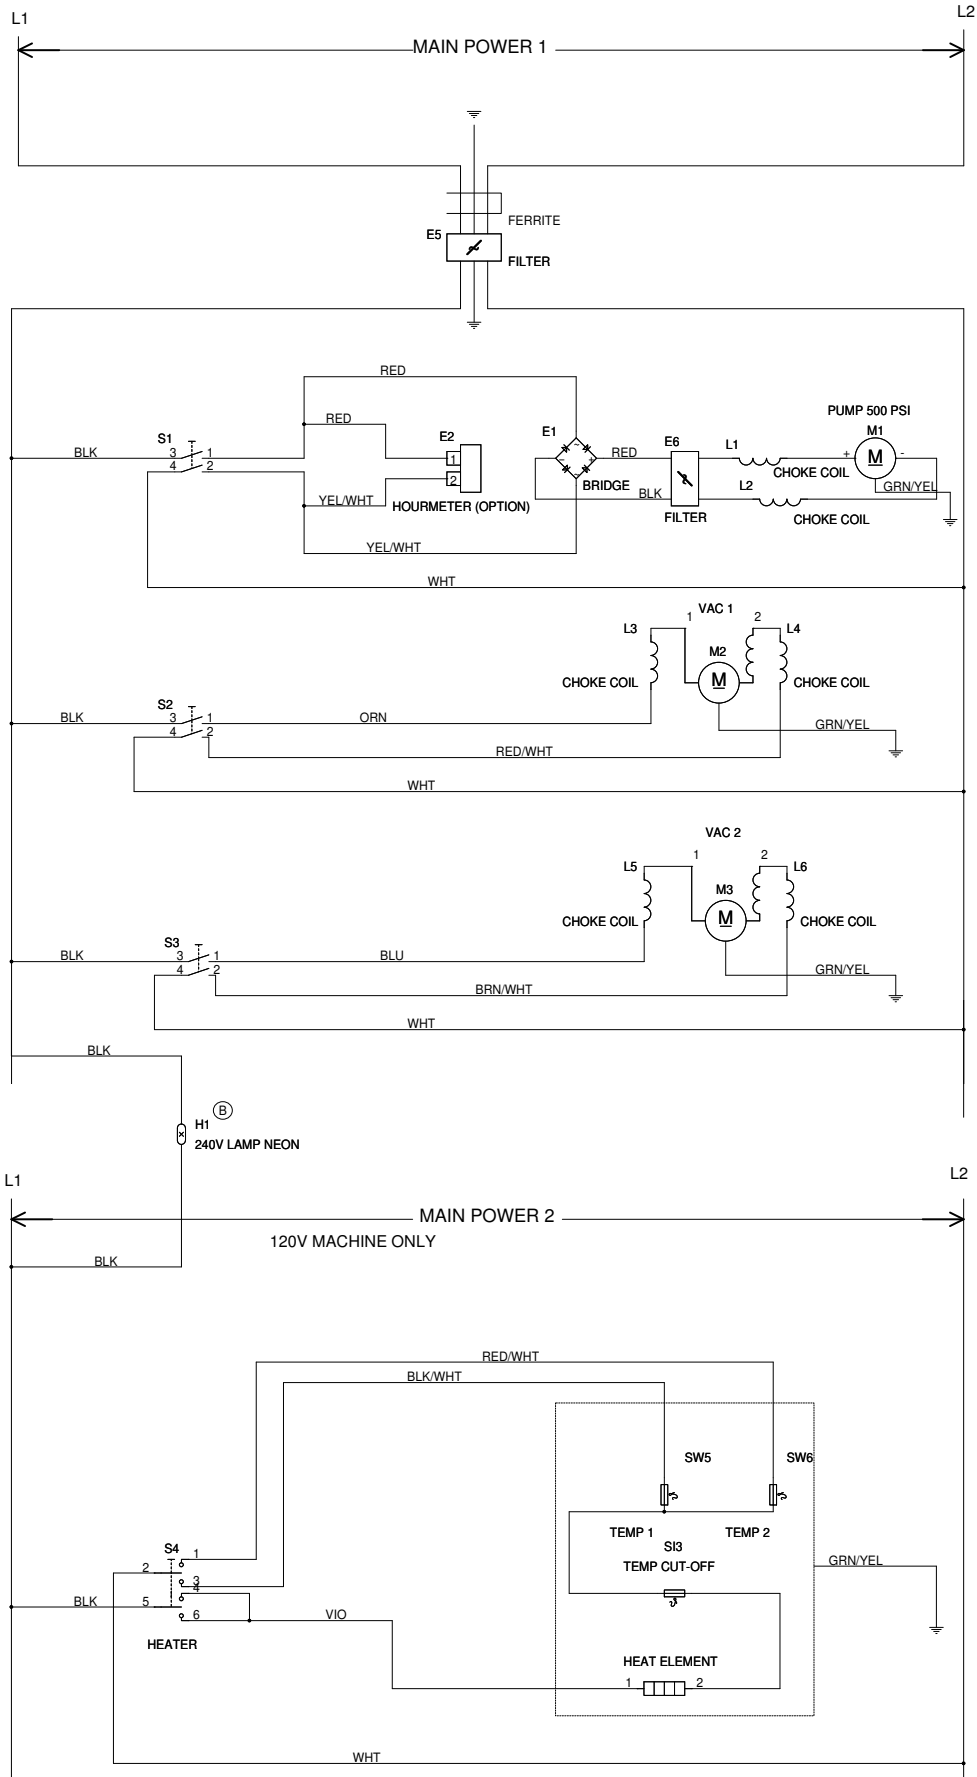 L1
L2
MAIN POWER 1
FERRITE
E5
FILTER
RED
PUMP 500 PSI
RED
S1
E2
E1
E6
L1
M1
BLK
3
1
1
RED
+
M
-
4
2
CHOKE COIL
2
L2
BRIDGE
GRN/YEL
YEL/WHT
HOURMETER (OPTION)
BLK
FILTER
CHOKE COIL
YEL/WHT
WHT
VAC 1
1
2
L3
L4
M2
CHOKE COIL
M
CHOKE COIL
S2
BLK
3
1
ORN
GRN/YEL
4
2
RED/WHT
WHT
VAC 2
1
2
L5
L6
M3
CHOKE COIL
M
CHOKE COIL
S3
BLK
3
1
BLU
4
2
GRN/YEL
BRN/WHT
WHT
BLK
B
H1
240V LAMP NEON
L1
L2
MAIN POWER 2
120V MACHINE ONLY
BLK
RED/WHT
BLK/WHT
SW5
SW6
TEMP 1
TEMP 2
SI3
TEMP CUT-OFF
S4
1
2
GRN/YEL
3
4
BLK
5
6
VIO
HEATER
HEAT ELEMENT
1
2
WHT